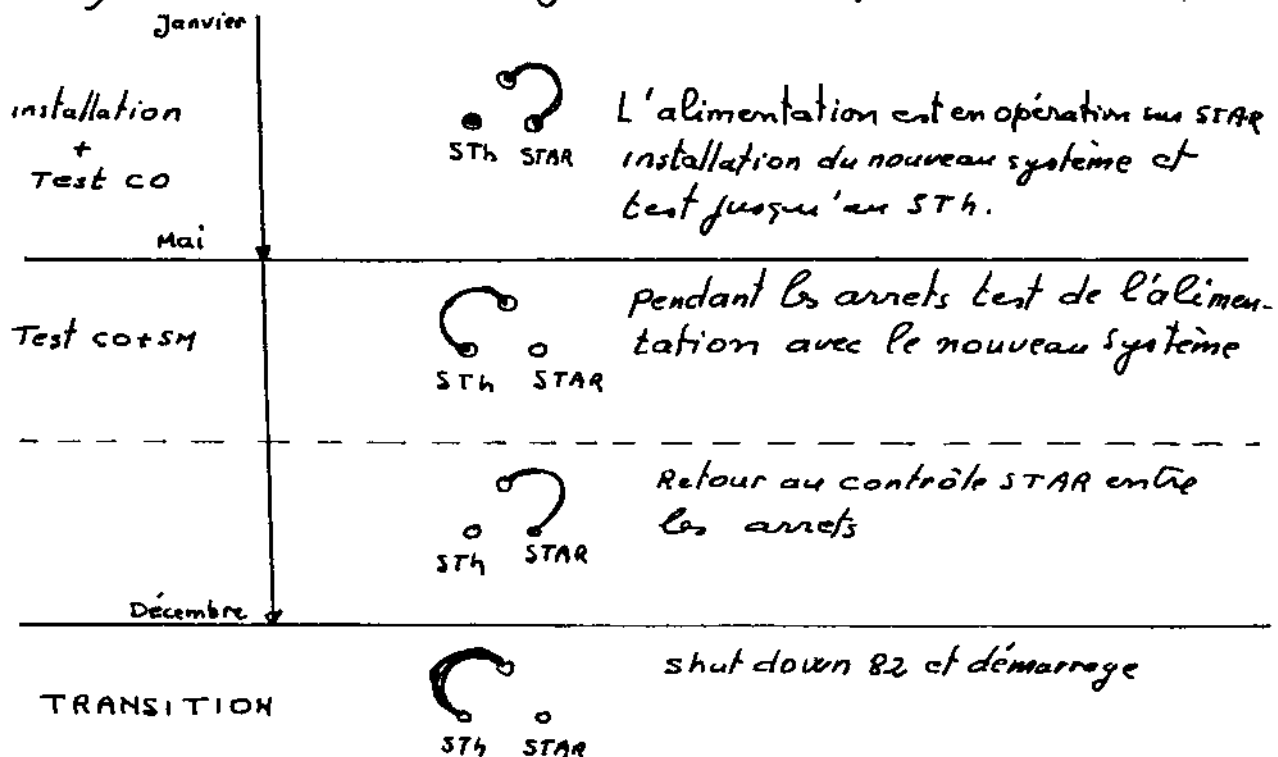 Janvier
installation
+
Test CO
STh STAR
L'alimentation est en opération sur STAR
installation du nouveau système et
test jusqu'au STh.
Mai
Test CO+SM
STh STAR
pendant les arrets test de l'alimen-
tation avec le nouveau système
STh STAR
Retour au contrôle STAR entre
les arrets
Décembre
TRANSITION
STh STAR
shut down 82 et démarrage